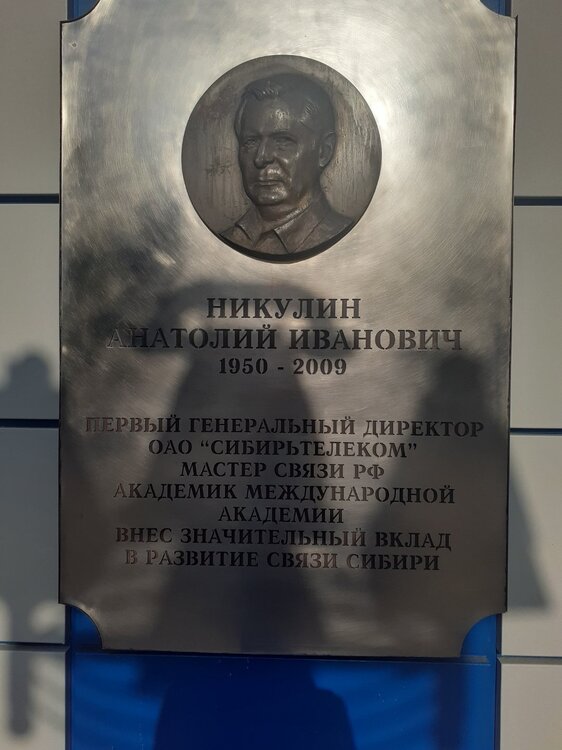 НИКУЛИН
АНАТОЛИЙ ИВАНОВИЧ
1950 - 2009
ПЕРВЫЙ ГЕНЕРАЛЬНЫЙ ДИРЕКТОР
ОАО "СИБИРЬТЕЛЕКОМ"
МАСТЕР СВЯЗИ РФ
АКАДЕМИК МЕЖДУНАРОДНОЙ
АКАДЕМИИ
ВНЕС ЗНАЧИТЕЛЬНЫЙ ВКЛАД
В РАЗВИТИЕ СВЯЗИ СИБИРИ